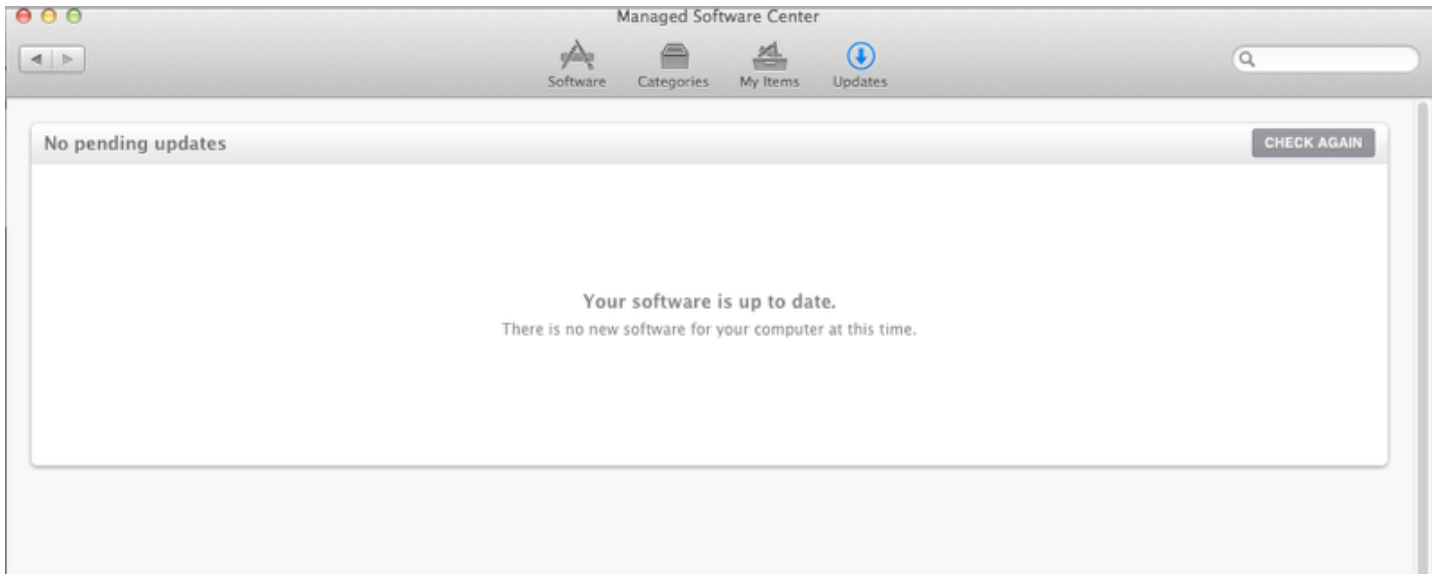 Managed Software Center
Software Categories My Items Updates
No pending updates
CHECK AGAIN
Your software is up to date.
There is no new software for your computer at this time.